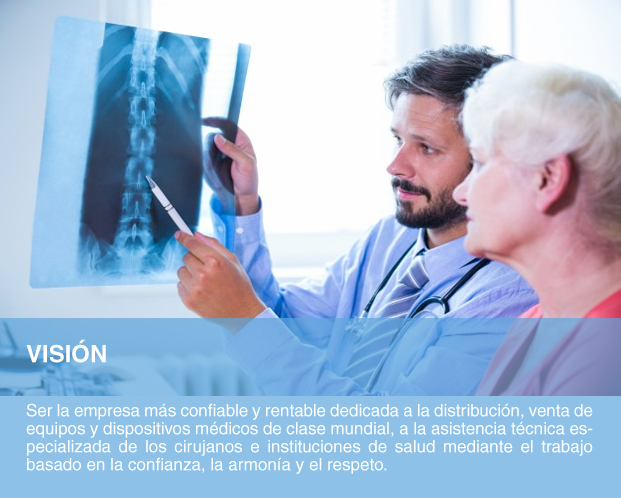 VISIÓN
Ser la empresa más confiable y rentable dedicada a la distribución, venta de
equipos y dispositivos médicos de clase mundial, a la asistencia técnica es-
pecializada de los cirujanos e instituciones de salud mediante el trabajo
basado en la confianza, la armonía y el respeto.